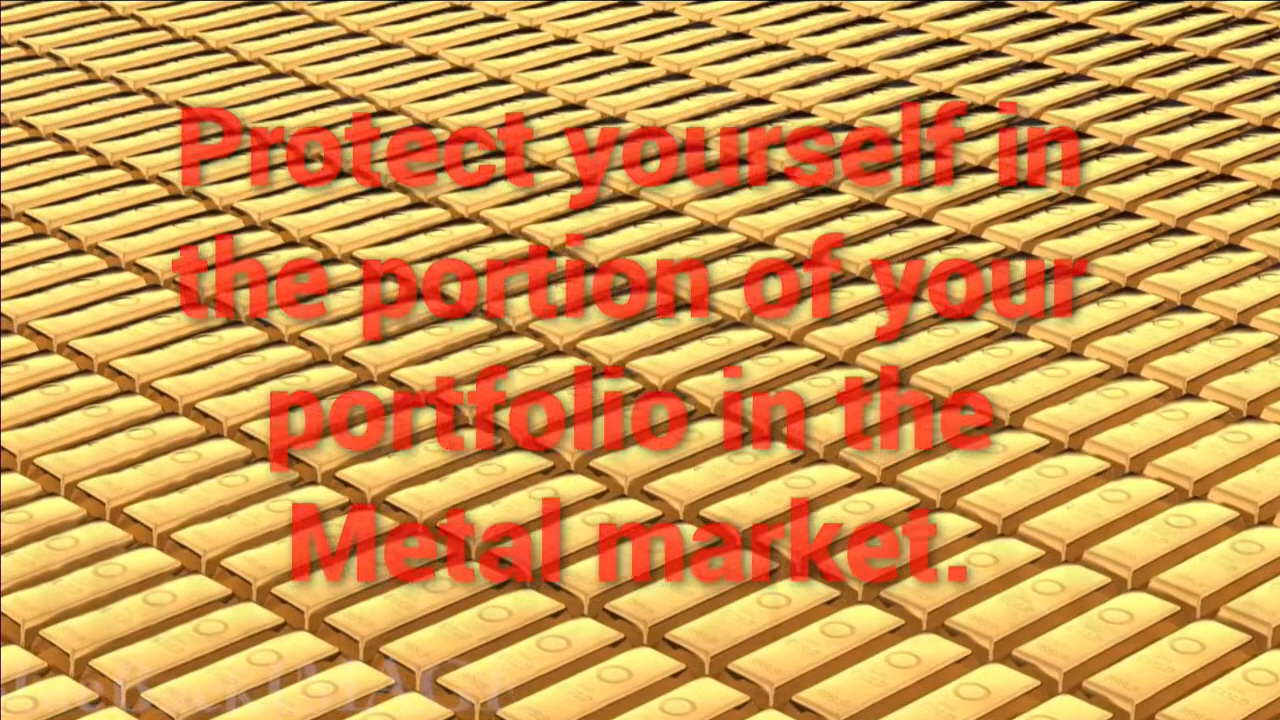 Protect yourself in
the portion of your
portfolio in the
Metal market.